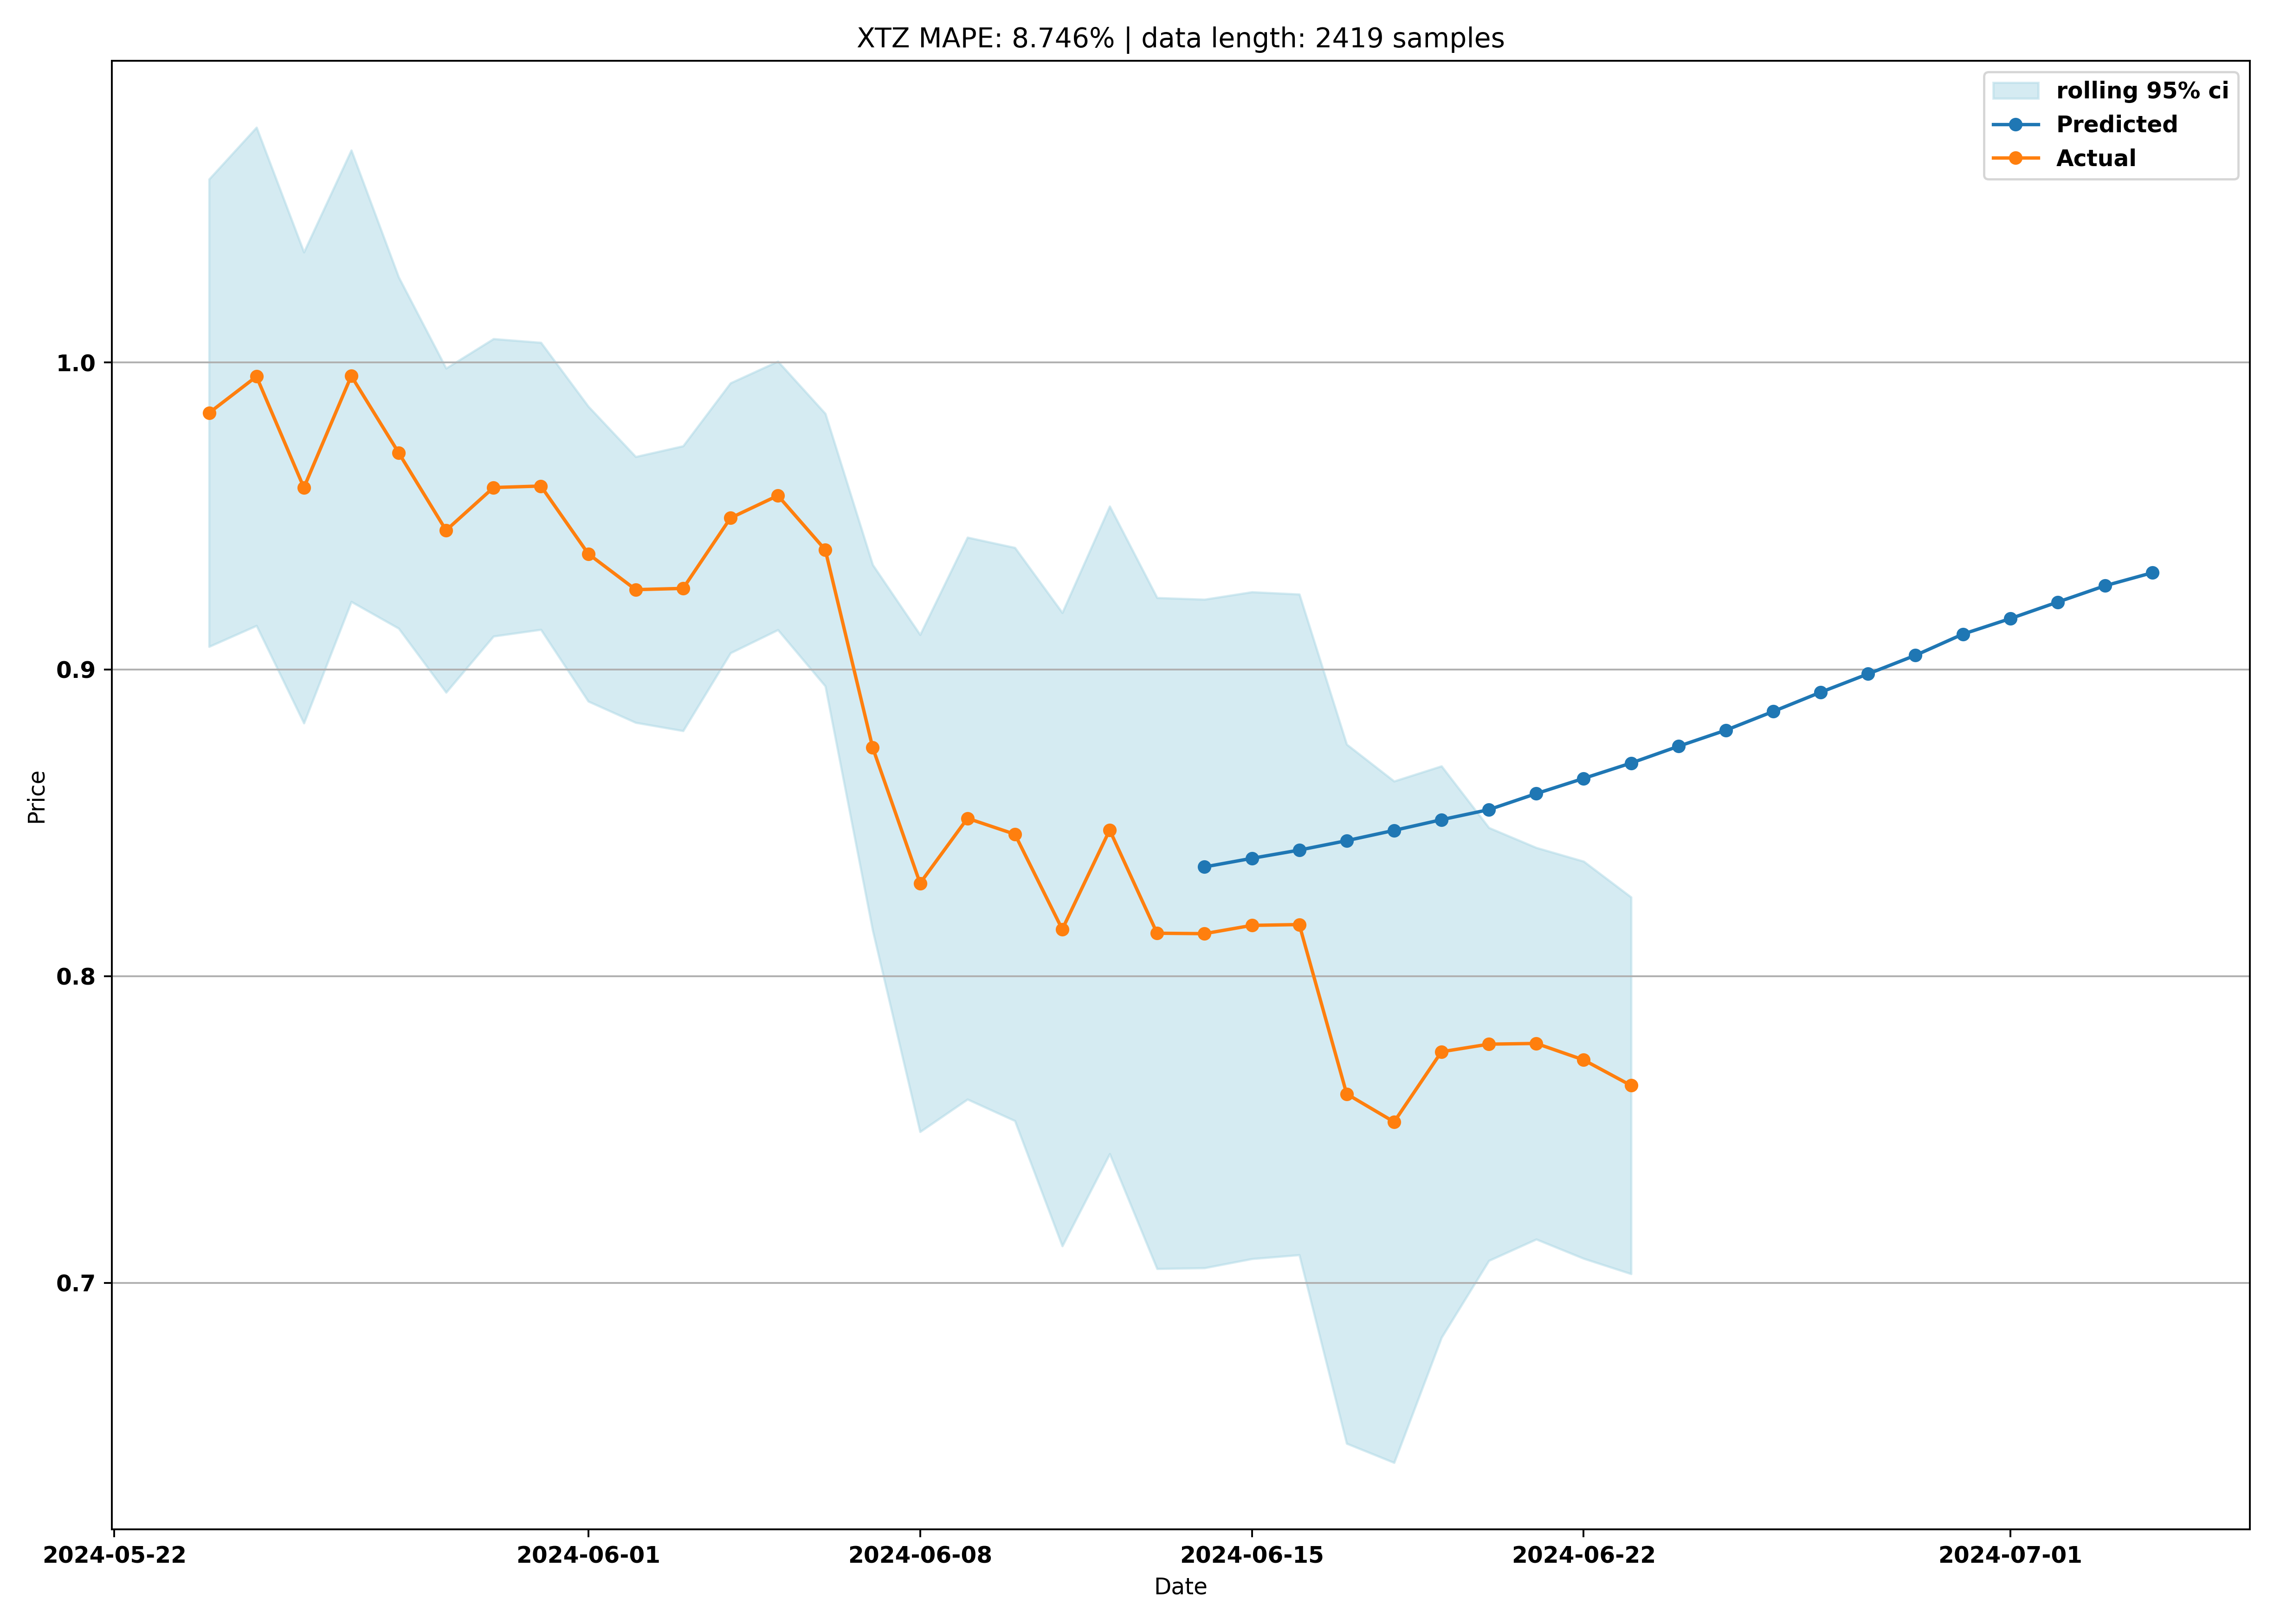 XTZ MAPE: 8.746% | data length: 2419 samples
rolling 95% ci
Predicted
Actual
Price
1.0
0.9
0.8
0.7
2024-05-22
2024-06-01
2024-06-08
2024-06-15
2024-06-22
2024-07-01
Date